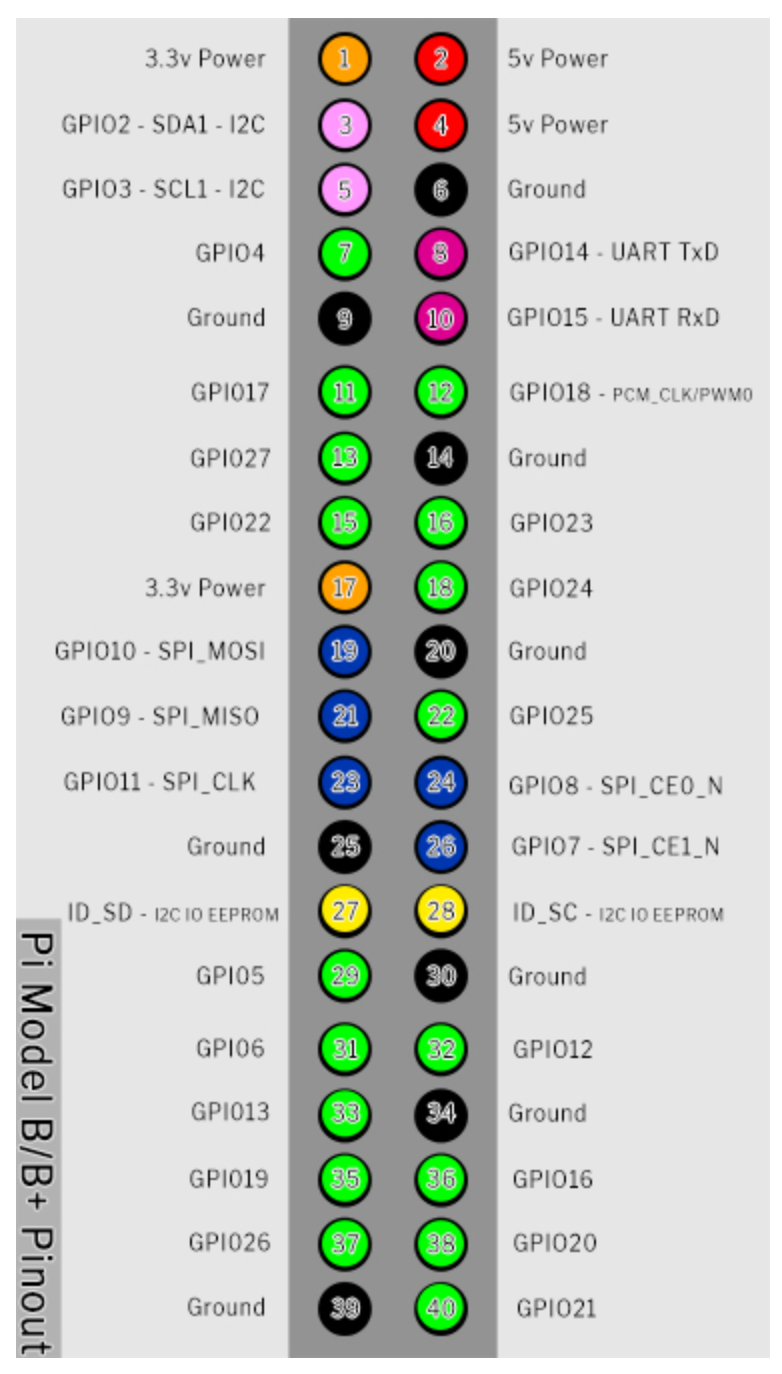 3.3v Power 1 2 5v Power
GPIO2 - SDA1 - I2C 3 4 5v Power
GPIO3 - SCL1 - I2C 5 6 Ground
GPIO4 7 8 GPIO14 - UART TxD
Ground 9 10 GPIO15 - UART RxD
GPIO17 11 12 GPIO18 - PCM_CLK/PWM0
GPIO27 13 14 Ground
GPIO22 15 16 GPIO23
3.3v Power 17 18 GPIO24
GPIO10 - SPI_MOSI 19 20 Ground
GPIO9 - SPI_MISO 21 22 GPIO25
GPIO11 - SPI_CLK 23 24 GPIO8 - SPI_CE0_N
Ground 25 26 GPIO7 - SPI_CE1_N
ID_SD - I2C IO EEPROM 27 28 ID_SC - I2C IO EEPROM
GPIO5 29 30 Ground
GPIO6 31 32 GPIO12
GPIO13 33 34 Ground
GPIO19 35 36 GPIO16
GPIO26 37 38 GPIO20
Ground 39 40 GPIO21
Pi Model B/B+ Pinout